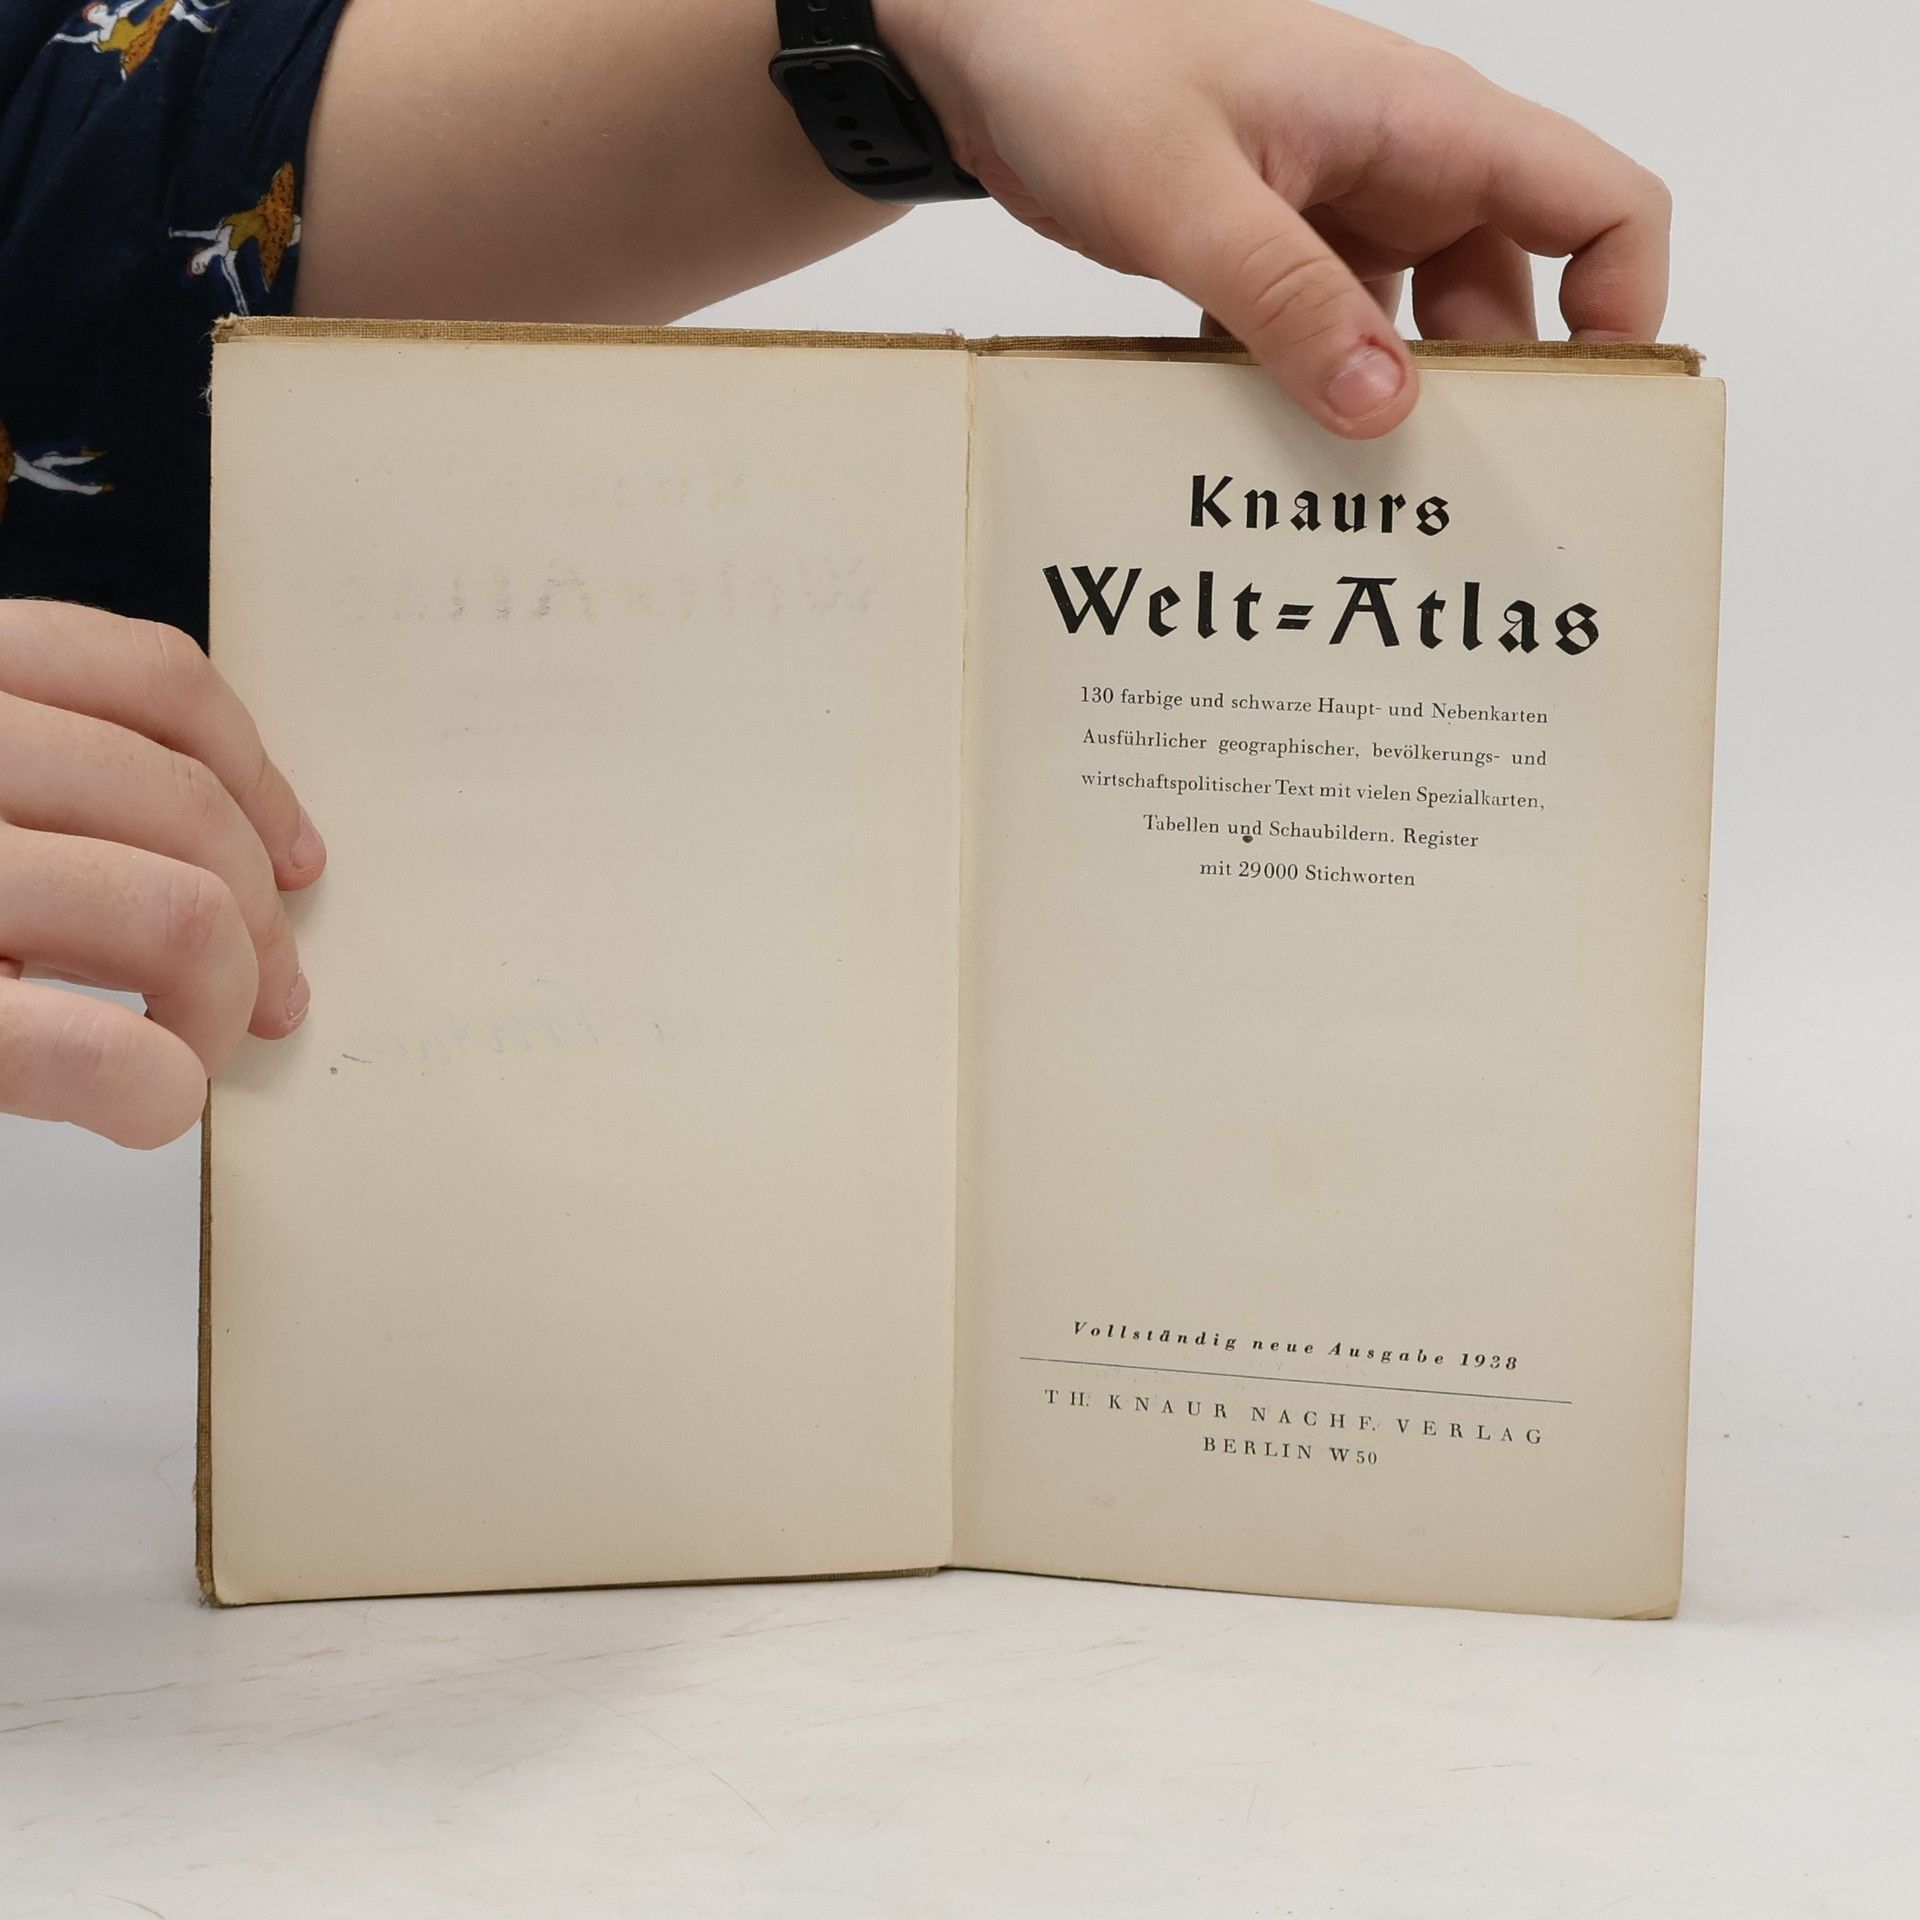 Knaurs
Welt=Atlas
130 farbige und schwarze Haupt- und Nebenkarten
Ausführlicher geographischer, bevölkerungs- und
wirtschaftspolitischer Text mit vielen Spezialkarten,
Tabellen und Schaubildern. Register
mit 29000 Stichworten
Vollständig neue Ausgabe 1938
TH. KNAUR NACHF. VERLAG
BERLIN W 50